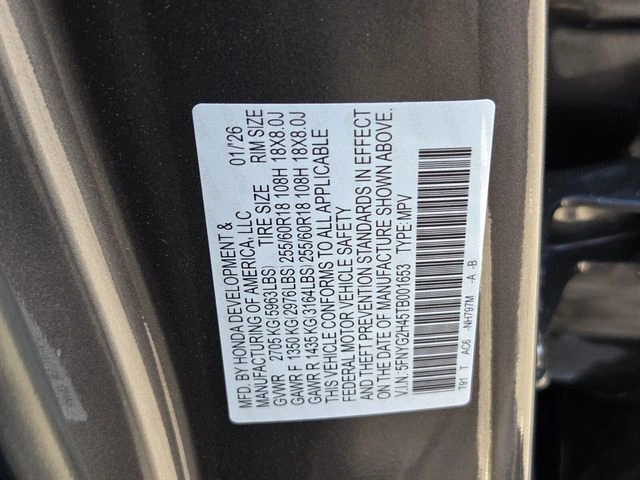 MFD BY HONDA DEVELOPMENT &
MANUFACTURING OF AMERICA, LLC 01/'26
GVWR 2705 KG(5963LBS) TIRE SIZE RIM SIZE
GAWR F 1350 KG(2976LBS) 255/60R18 108H 18X8.0J
GAWR R 1435 KG(3164LBS) 255/60R18 108H 18X8.0J
THIS VEHICLE CONFORMS TO ALL APPLICABLE
FEDERAL MOTOR VEHICLE SAFETY
AND THEFT PREVENTION STANDARDS IN EFFECT
ON THE DATE OF MANUFACTURE SHOWN ABOVE.
V.I.N: 5FNYG2H45TB001653 TYPE:MPV
T91 T AC6 -NH797M -A -B